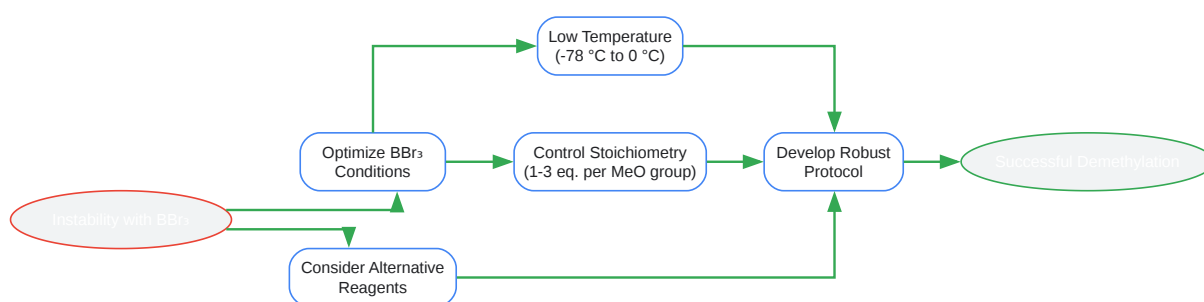 Low Temperature
(-78 °C to 0 °C)
Optimize BBr₃
Conditions
Control Stoichiometry
(1-3 eq. per MeO group)
Develop Robust
Protocol
Successful Demethylation
Instability with BBr₃
Consider Alternative
Reagents